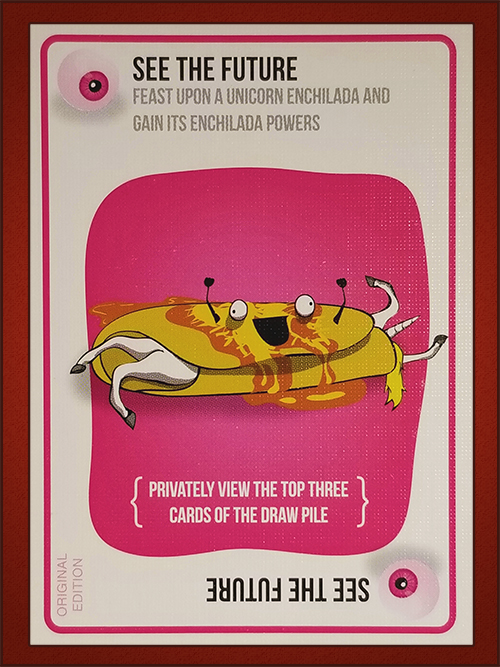 SEE THE FUTURE
FEAST UPON A UNICORN ENCHILADA AND
GAIN ITS ENCHILADA POWERS
{ PRIVATELY VIEW THE TOP THREE
CARDS OF THE DRAW PILE }
ORIGINAL
EDITION
SEE THE FUTURE